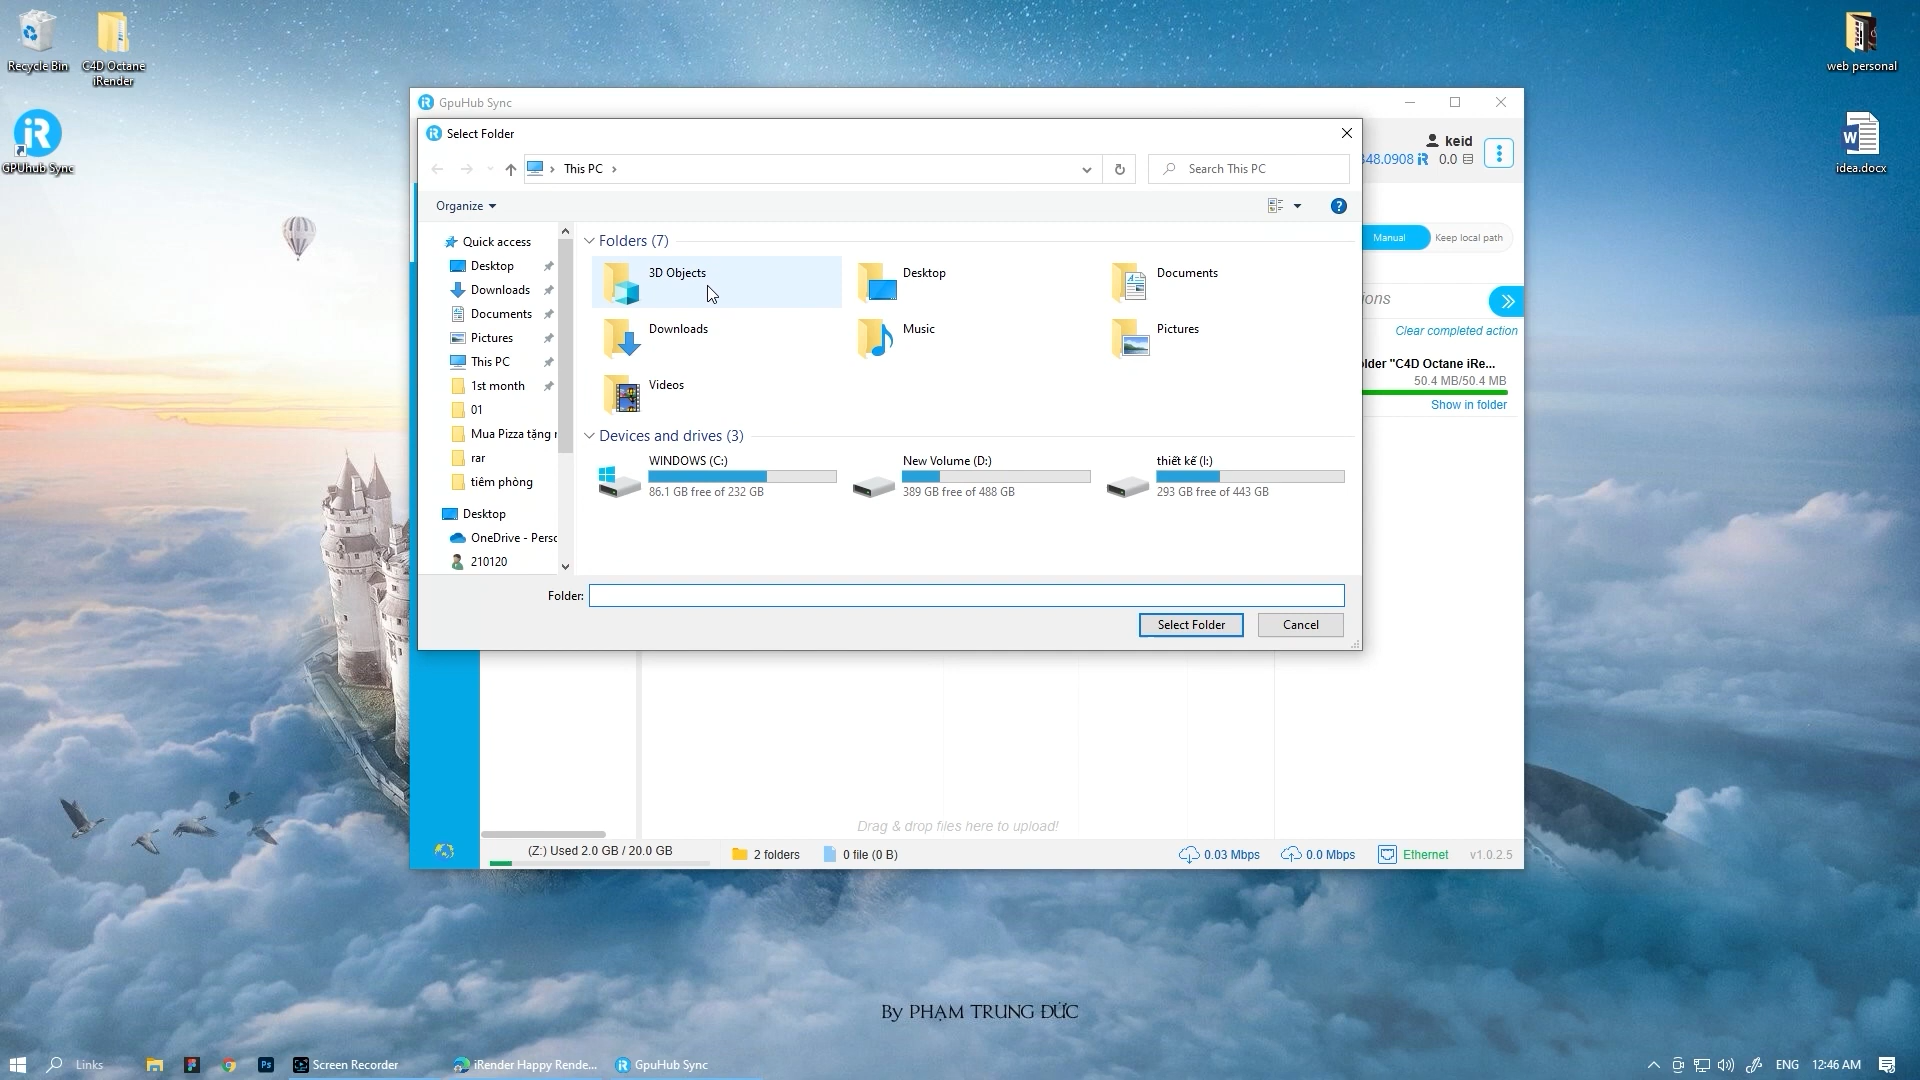 Recycle Bin
C4D Octane
iRender
GPUhub Sync
web personal
idea.docx
GpuHub Sync
Select Folder
keid
348.0908
0.0
This PC
Search This PC
Organize
Manual
Keep local path
Clear completed action
"C4D Octane iRe...
50.4 MB/50.4 MB
Show in folder
Quick access
Desktop
Downloads
Documents
Pictures
This PC
1st month
01
Mua Pizza tặng
rar
tiêm phòng
Desktop
OneDrive - Perso
210120
Folders (7)
3D Objects
Desktop
Documents
Downloads
Music
Pictures
Videos
Devices and drives (3)
WINDOWS (C:)
86.1 GB free of 232 GB
New Volume (D:)
389 GB free of 488 GB
thiết kế (I:)
293 GB free of 443 GB
Folder:
Select Folder
Cancel
Drag & drop files here to upload!
(Z:) Used 2.0 GB / 20.0 GB
2 folders
0 file (0 B)
0.03 Mbps
0.0 Mbps
Ethernet
v1.0.2.5
By PHẠM TRUNG ĐỨC
Links
Ps
Screen Recorder
iRender Happy Rende...
GpuHub Sync
ENG
12:46 AM